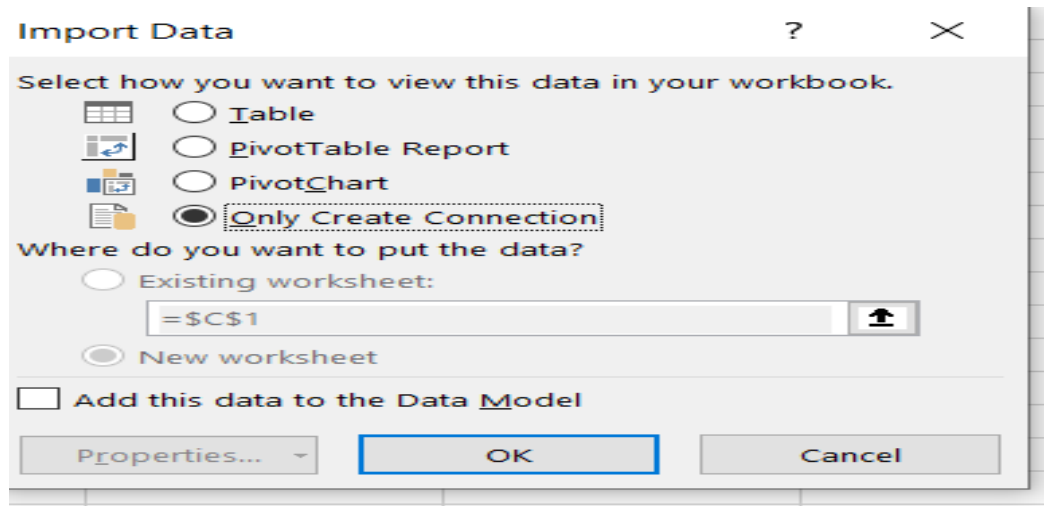 Import Data ?
Select how you want to view this data in your workbook.
Table
PivotTable Report
PivotChart
Only Create Connection
Where do you want to put the data?
Existing worksheet:
=$C$1
New worksheet
Add this data to the Data Model
Properties... OK Cancel